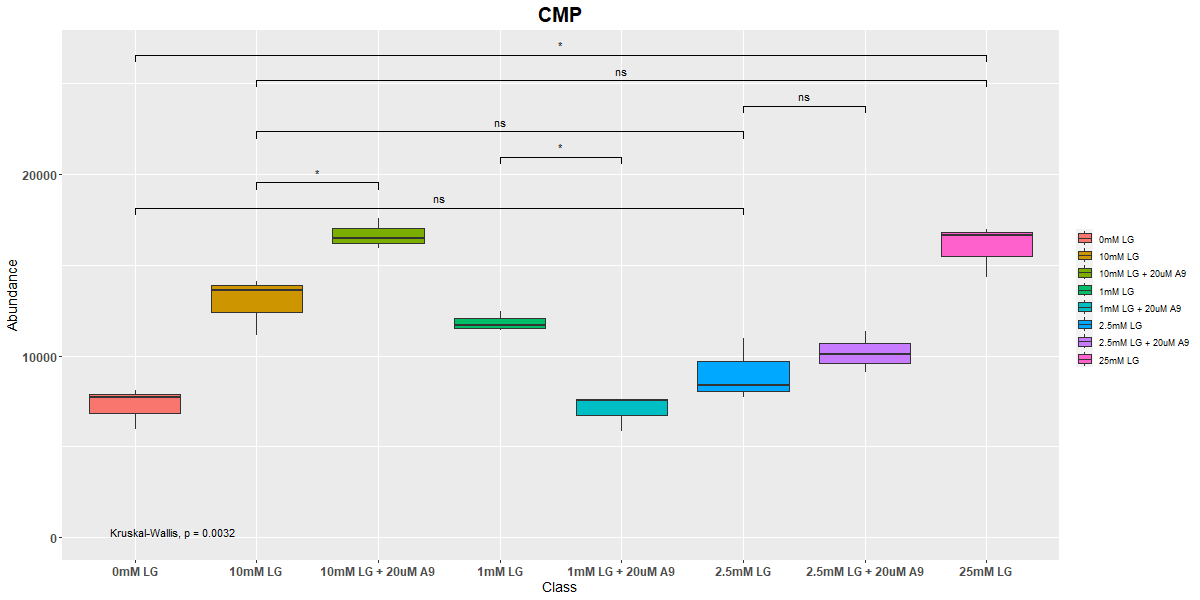 CMP
*
ns
ns
ns
*
*
ns
20000
10000
0
Abundance
Kruskal-Wallis, p = 0.0032
0mM LG
10mM LG
10mM LG + 20uM A9
1mM LG
1mM LG + 20uM A9
2.5mM LG
2.5mM LG + 20uM A9
25mM LG
Class
0mM LG
10mM LG
10mM LG + 20uM A9
1mM LG
1mM LG + 20uM A9
2.5mM LG
2.5mM LG + 20uM A9
25mM LG